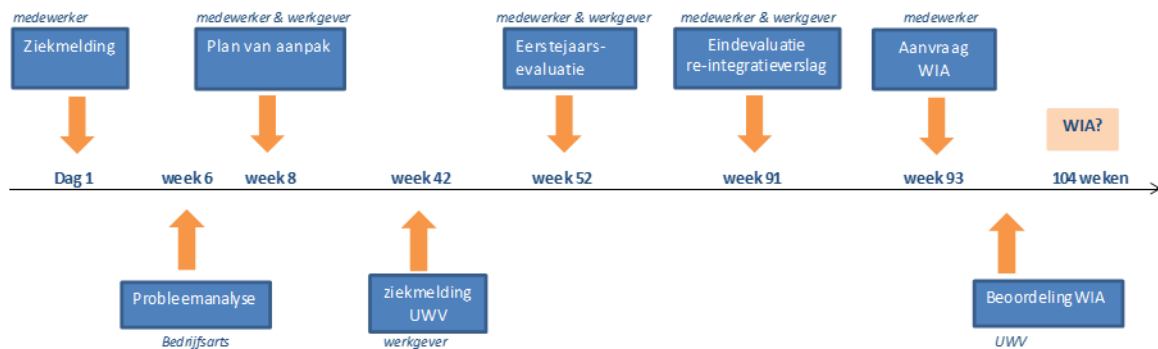 medewerker
Ziekmelding
medewerker & werkgever
Plan van aanpak
medewerker & werkgever
Eerstejaars-
evaluatie
medewerker & werkgever
Eindevaluatie
re-integratieverslag
medewerker
Aanvraag
WIA
WIA?
Dag 1
week 6
week 8
week 42
week 52
week 91
week 93
104 weken
Probleemanalyse
Bedrijfsarts
ziekmelding
UWV
werkgever
Beoordeling WIA
UWV